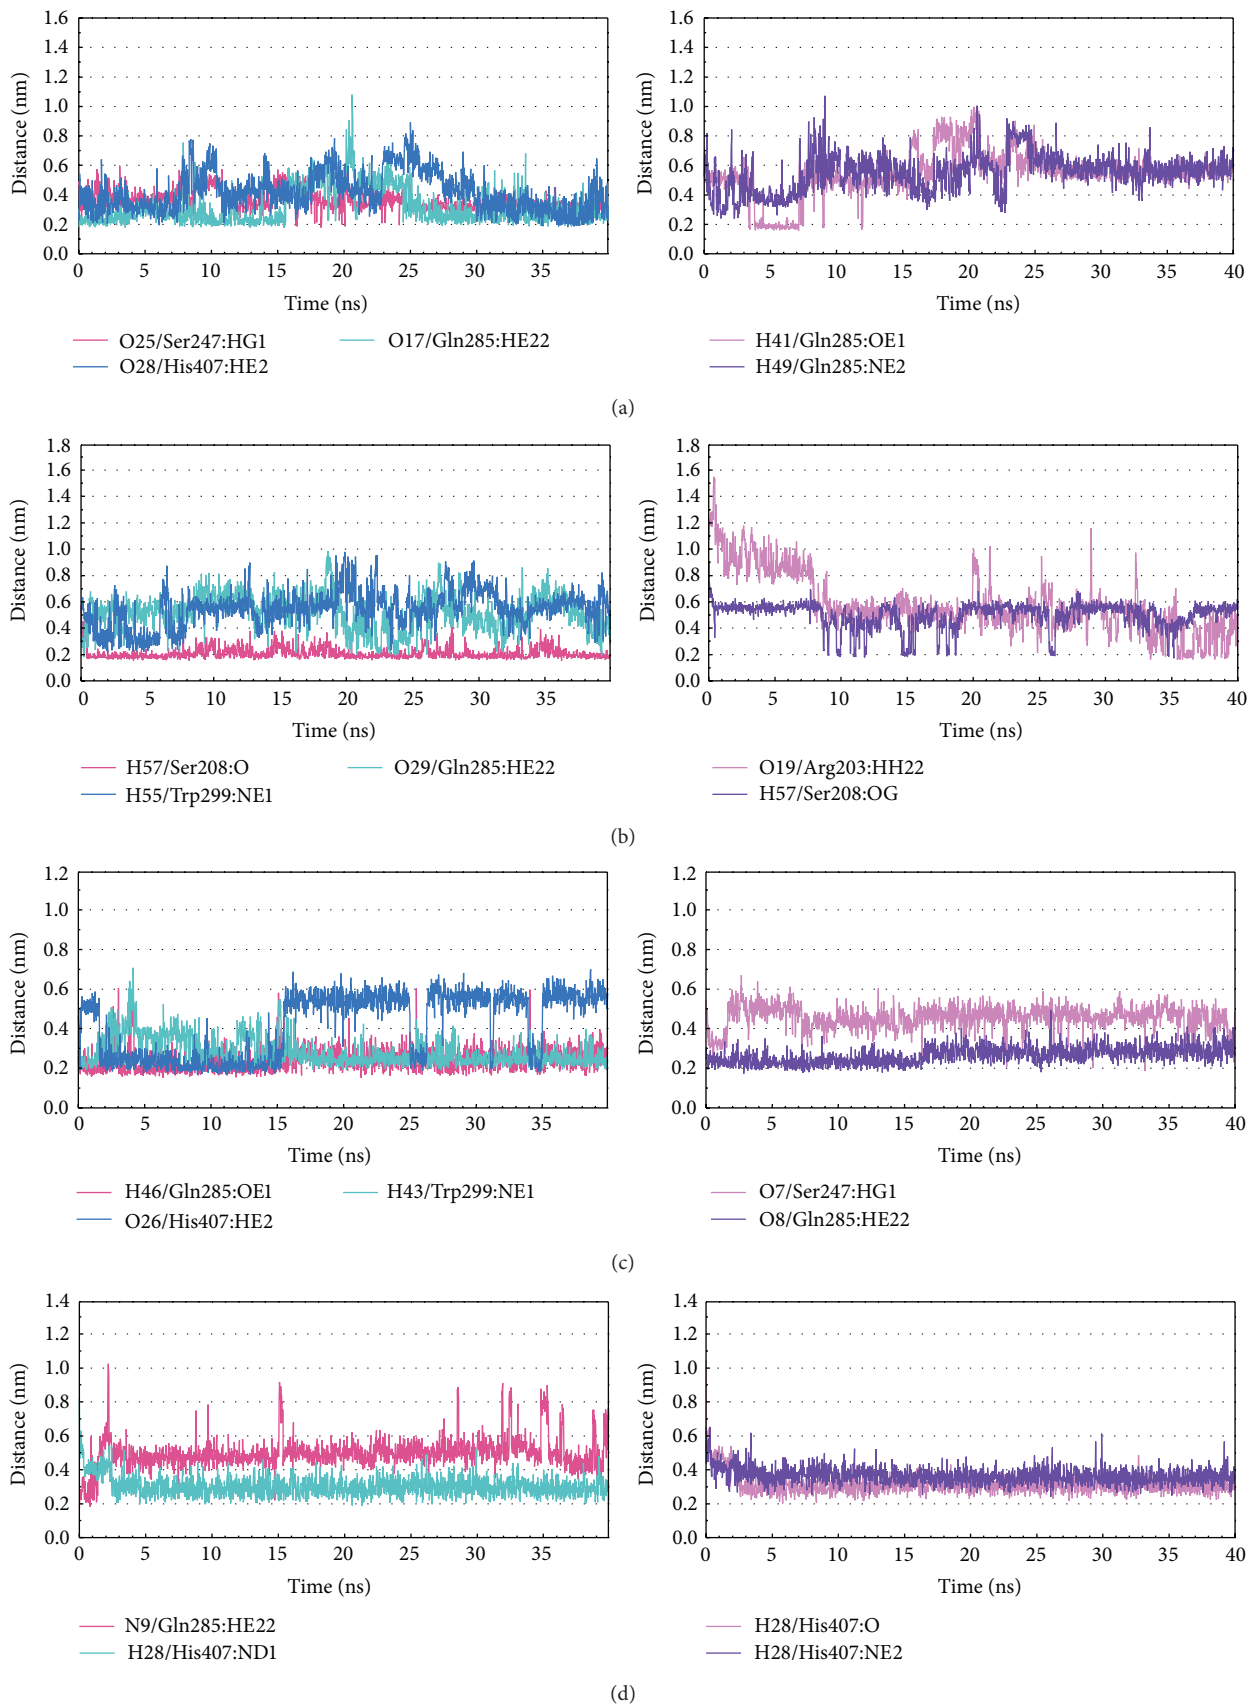 1.6
1.4
1.2
1.0
0.8
0.6
0.4
0.2
0.0
Distance (nm)
0 5 10 15 20 25 30 35
Time (ns)
O25/Ser247:HG1
O17/Gln285:HE22
O28/His407:HE2
1.6
1.4
1.2
1.0
0.8
0.6
0.4
0.2
0.0
Distance (nm)
0 5 10 15 20 25 30 35 40
Time (ns)
H41/Gln285:OE1
H49/Gln285:NE2
(a)
1.8
1.6
1.4
1.2
1.0
0.8
0.6
0.4
0.2
0.0
Distance (nm)
0 5 10 15 20 25 30 35
Time (ns)
H57/Ser208:O
O29/Gln285:HE22
H55/Trp299:NE1
1.8
1.6
1.4
1.2
1.0
0.8
0.6
0.4
0.2
0.0
Distance (nm)
0 5 10 15 20 25 30 35 40
Time (ns)
O19/Arg203:HH22
H57/Ser208:OG
(b)
1.2
1.0
0.8
0.6
0.4
0.2
0.0
Distance (nm)
0 5 10 15 20 25 30 35
Time (ns)
H46/Gln285:OE1
H43/Trp299:NE1
O26/His407:HE2
1.2
1.0
0.8
0.6
0.4
0.2
0.0
Distance (nm)
0 5 10 15 20 25 30 35 40
Time (ns)
O7/Ser247:HG1
O8/Gln285:HE22
(c)
1.4
1.2
1.0
0.8
0.6
0.4
0.2
0.0
Distance (nm)
0 5 10 15 20 25 30 35
Time (ns)
N9/Gln285:HE22
H28/His407:ND1
1.4
1.2
1.0
0.8
0.6
0.4
0.2
0.0
Distance (nm)
0 5 10 15 20 25 30 35 40
Time (ns)
H28/His407:O
H28/His407:NE2
(d)